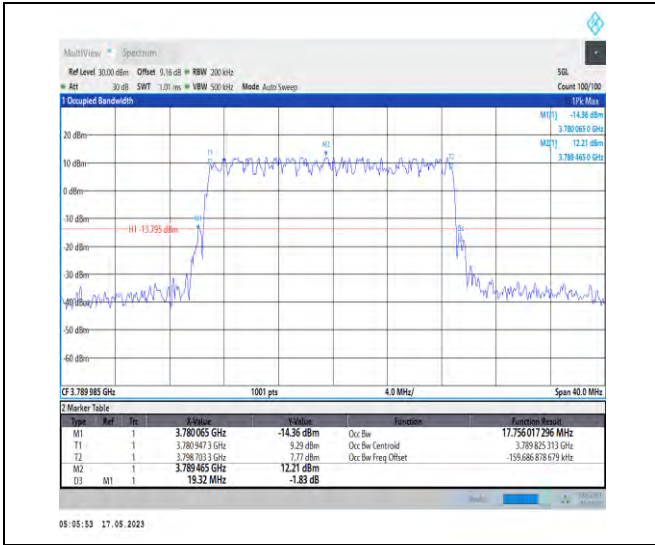 MultiView Spectrum
Ref Level 30.00 dBm Offset 9.16 dB RBW 200 kHz SGL
Att 30 dB SWT 1.01 ms VBW 500 kHz Mode Auto Sweep Count 100/100
1 Occupied Bandwidth 1Pk Max
M1[1] -14.36 dBm
3.780 065 0 GHz
M2[1] 12.21 dBm
3.789 465 0 GHz
20 dBm
M2
T1
T2
10 dBm
0 dBm
-10 dBm
M1
H1 -13.795 dBm
D3
-20 dBm
-30 dBm
-40 dBm
-50 dBm
-60 dBm
CF 3.789 985 GHz 1001 pts 4.0 MHz/ Span 40.0 MHz
2 Marker Table
Type Ref Trc X-Value Y-Value Function Function Result
M1 1 3.780 065 GHz -14.36 dBm Occ Bw 17.756 017 296 MHz
T1 1 3.780 947 3 GHz 9.29 dBm Occ Bw Centroid 3.789 825 313 GHz
T2 1 3.798 703 3 GHz 7.77 dBm Occ Bw Freq Offset -159.686 878 679 kHz
M2 1 3.789 465 GHz 12.21 dBm
D3 M1 1 19.32 MHz -1.83 dB
05:05:53 17.05.2023